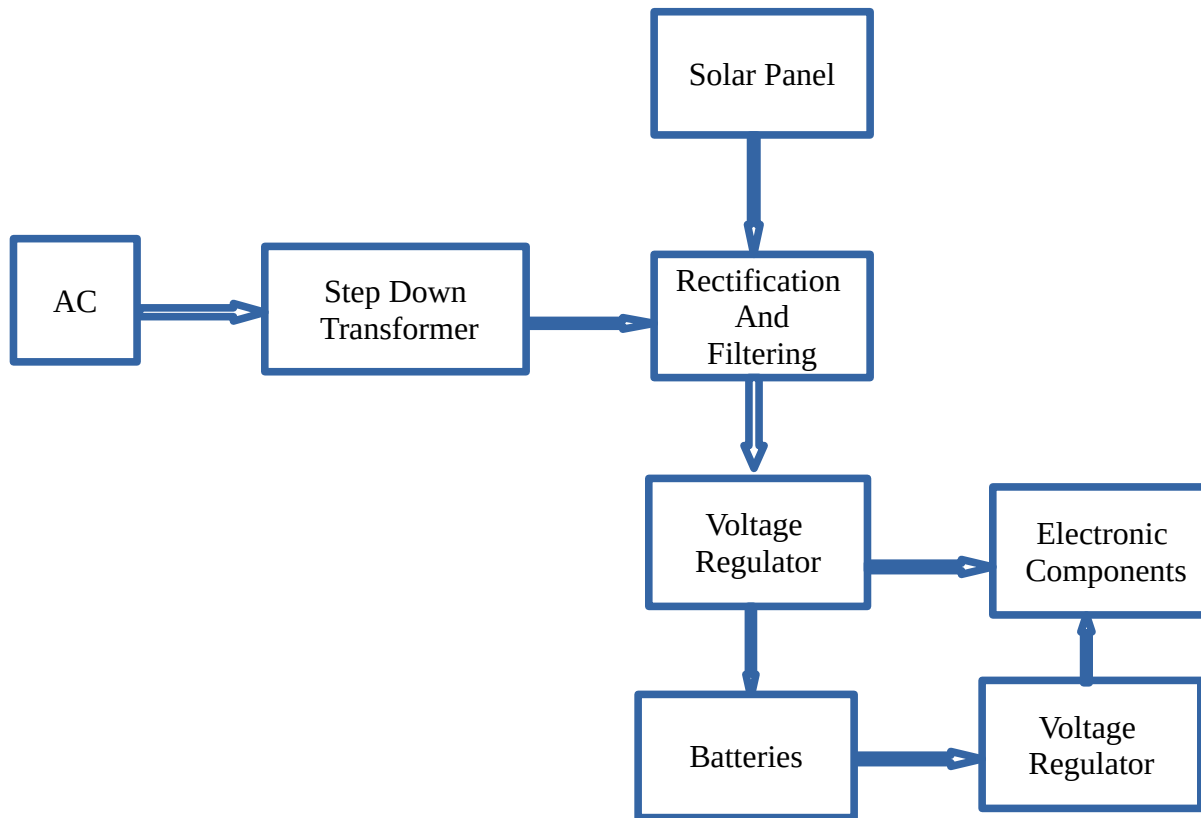 Solar Panel
AC
Step Down
Transformer
Rectification
And
Filtering
Voltage
Regulator
Electronic
Components
Batteries
Voltage
Regulator